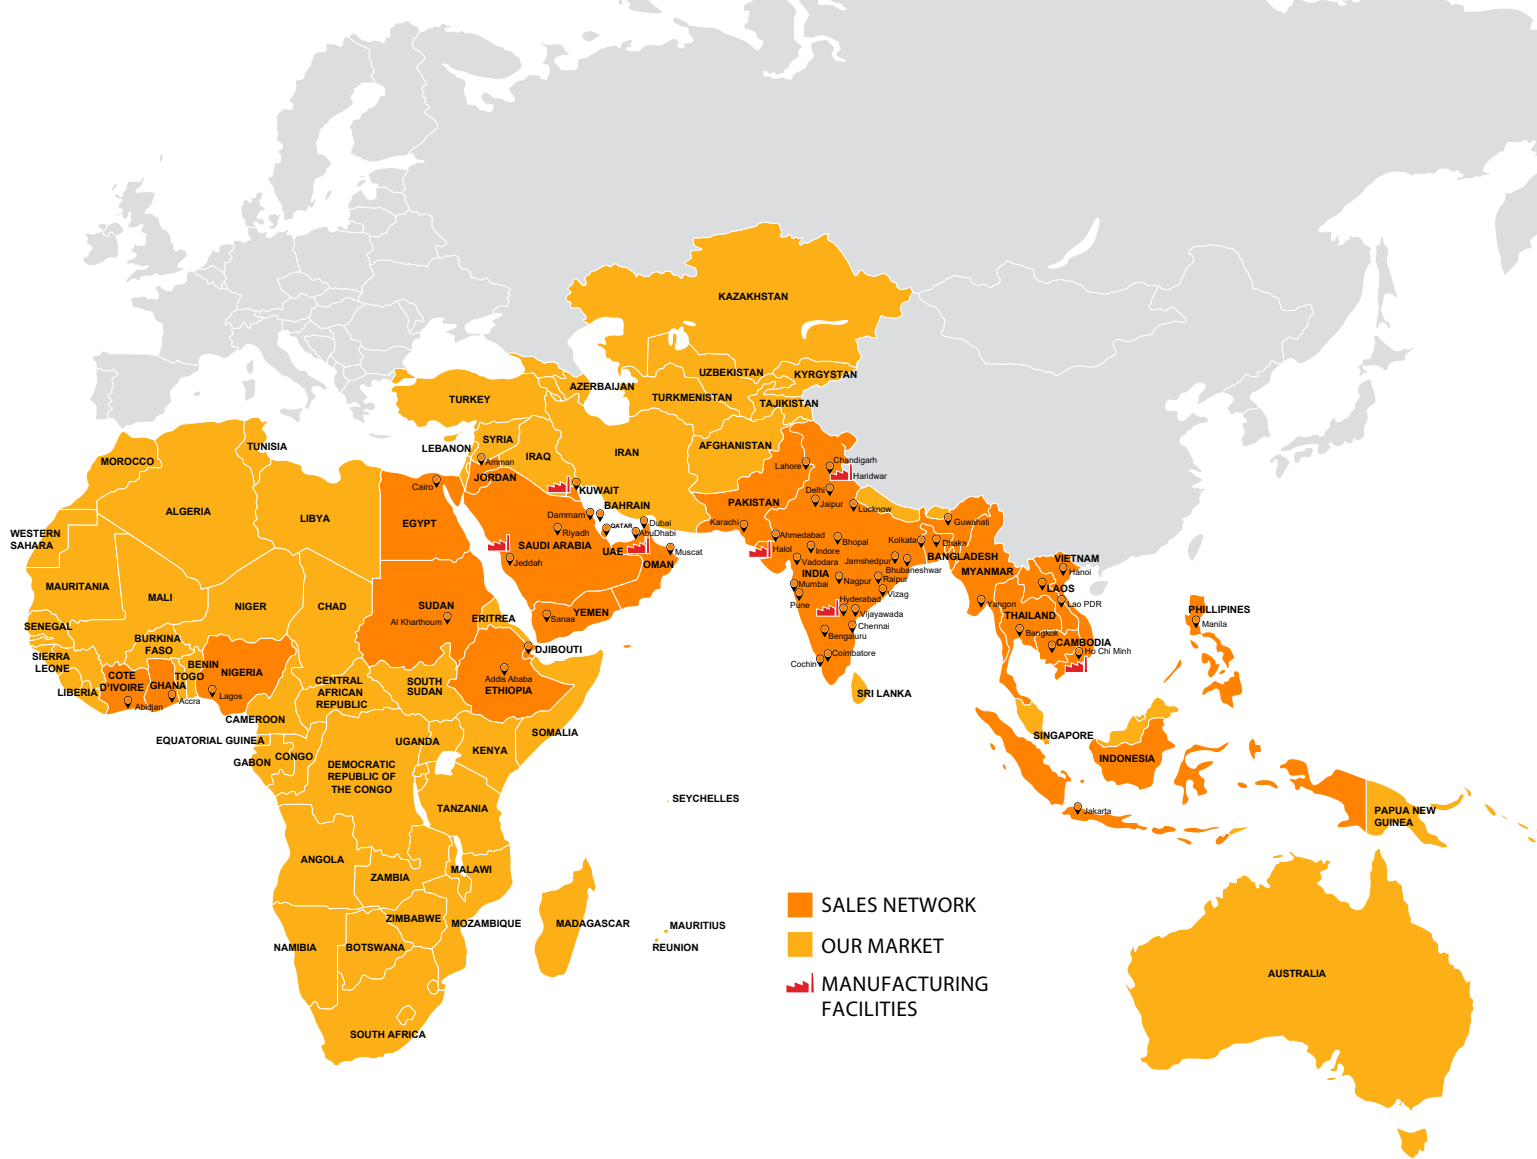 KAZAKHSTAN
UZBEKISTAN
KYRGYSTAN
AZERBAIJAN
TURKMENISTAN
TAJIKISTAN
TURKEY
LEBANON
SYRIA
IRAQ
IRAN
AFGHANISTAN
Amman
JORDAN
KUWAIT
BAHRAIN
Dammam
QATAR
Dubai
AbuDhabi
Riyadh
SAUDI ARABIA
UAE
Muscat
OMAN
Jeddah
Sanaa
YEMEN
MOROCCO
TUNISIA
ALGERIA
LIBYA
Cairo
EGYPT
WESTERN
SAHARA
MAURITANIA
MALI
NIGER
CHAD
SUDAN
Al Kharthoum
ERITREA
DJIBOUTI
SENEGAL
BURKINA
FASO
SIERRA
LEONE
LIBERIA
COTE
D'IVOIRE
Abidjan
GHANA
Accra
BENIN
TOGO
NIGERIA
Lagos
CENTRAL
AFRICAN
REPUBLIC
SOUTH
SUDAN
Addis Ababa
ETHIOPIA
CAMEROON
EQUATORIAL GUINEA
GABON
CONGO
DEMOCRATIC
REPUBLIC OF
THE CONGO
UGANDA
KENYA
SOMALIA
TANZANIA
SEYCHELLES
ANGOLA
ZAMBIA
MALAWI
ZIMBABWE
MOZAMBIQUE
MADAGASCAR
MAURITIUS
REUNION
NAMIBIA
BOTSWANA
SOUTH AFRICA
Lahore
Chandigarh
Haridwar
Delhi
Jaipur
Lucknow
PAKISTAN
Karachi
Guwahati
Ahmedabad
Halol
Indore
Bhopal
Kolkata
Dhaka
BANGLADESH
Vadodara
Jamshedpur
Bhubaneshwar
INDIA
Mumbai
Nagpur
Raipur
Vizag
Pune
Hyderabad
Vijayawada
Chennai
Bengaluru
Coimbatore
Cochin
SRI LANKA
MYANMAR
Yangon
VIETNAM
Hanoi
LAOS
Lao PDR
THAILAND
Bangkok
CAMBODIA
Ho Chi Minh
PHILLIPINES
Manila
SINGAPORE
INDONESIA
Jakarta
PAPUA NEW
GUINEA
AUSTRALIA
SALES NETWORK
OUR MARKET
MANUFACTURING
FACILITIES